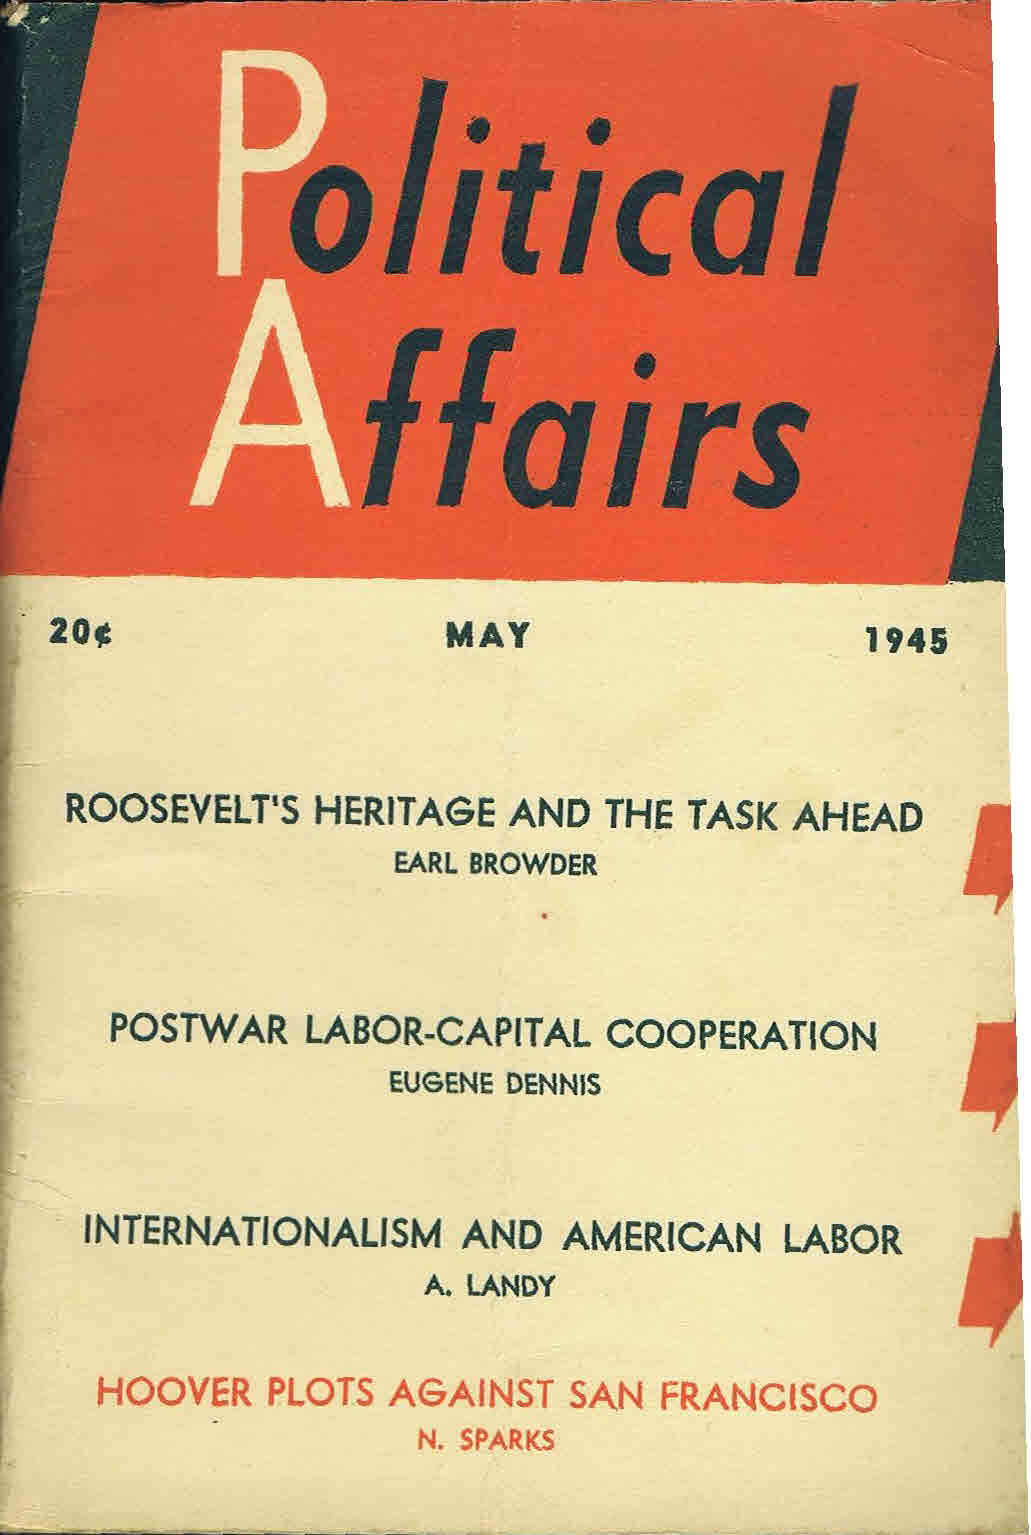 Political
Affairs
20¢ MAY 1945
ROOSEVELT'S HERITAGE AND THE TASK AHEAD
EARL BROWDER
POSTWAR LABOR-CAPITAL COOPERATION
EUGENE DENNIS
INTERNATIONALISM AND AMERICAN LABOR
A. LANDY
HOOVER PLOTS AGAINST SAN FRANCISCO
N. SPARKS